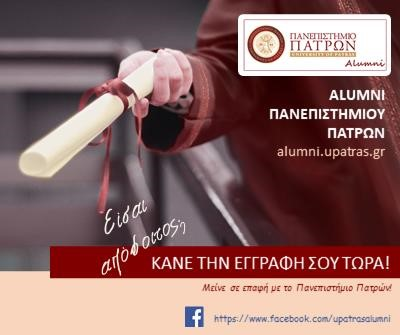 ΠΑΝΕΠΙΣΤΗΜΙΟ
ΠΑΤΡΩΝ
UNIVERSITY OF PATRAS
Alumni
ALUMNI
ΠΑΝΕΠΙΣΤΗΜΙΟΥ
ΠΑΤΡΩΝ
alumni.upatras.gr
Είσαι
απόφοιτος;
ΚΑΝΕ ΤΗΝ ΕΓΓΡΑΦΗ ΣΟΥ ΤΩΡΑ!
Μείνε σε επαφή με το Πανεπιστήμιο Πατρών!
f https://www.facebook.com/upatrasalumni